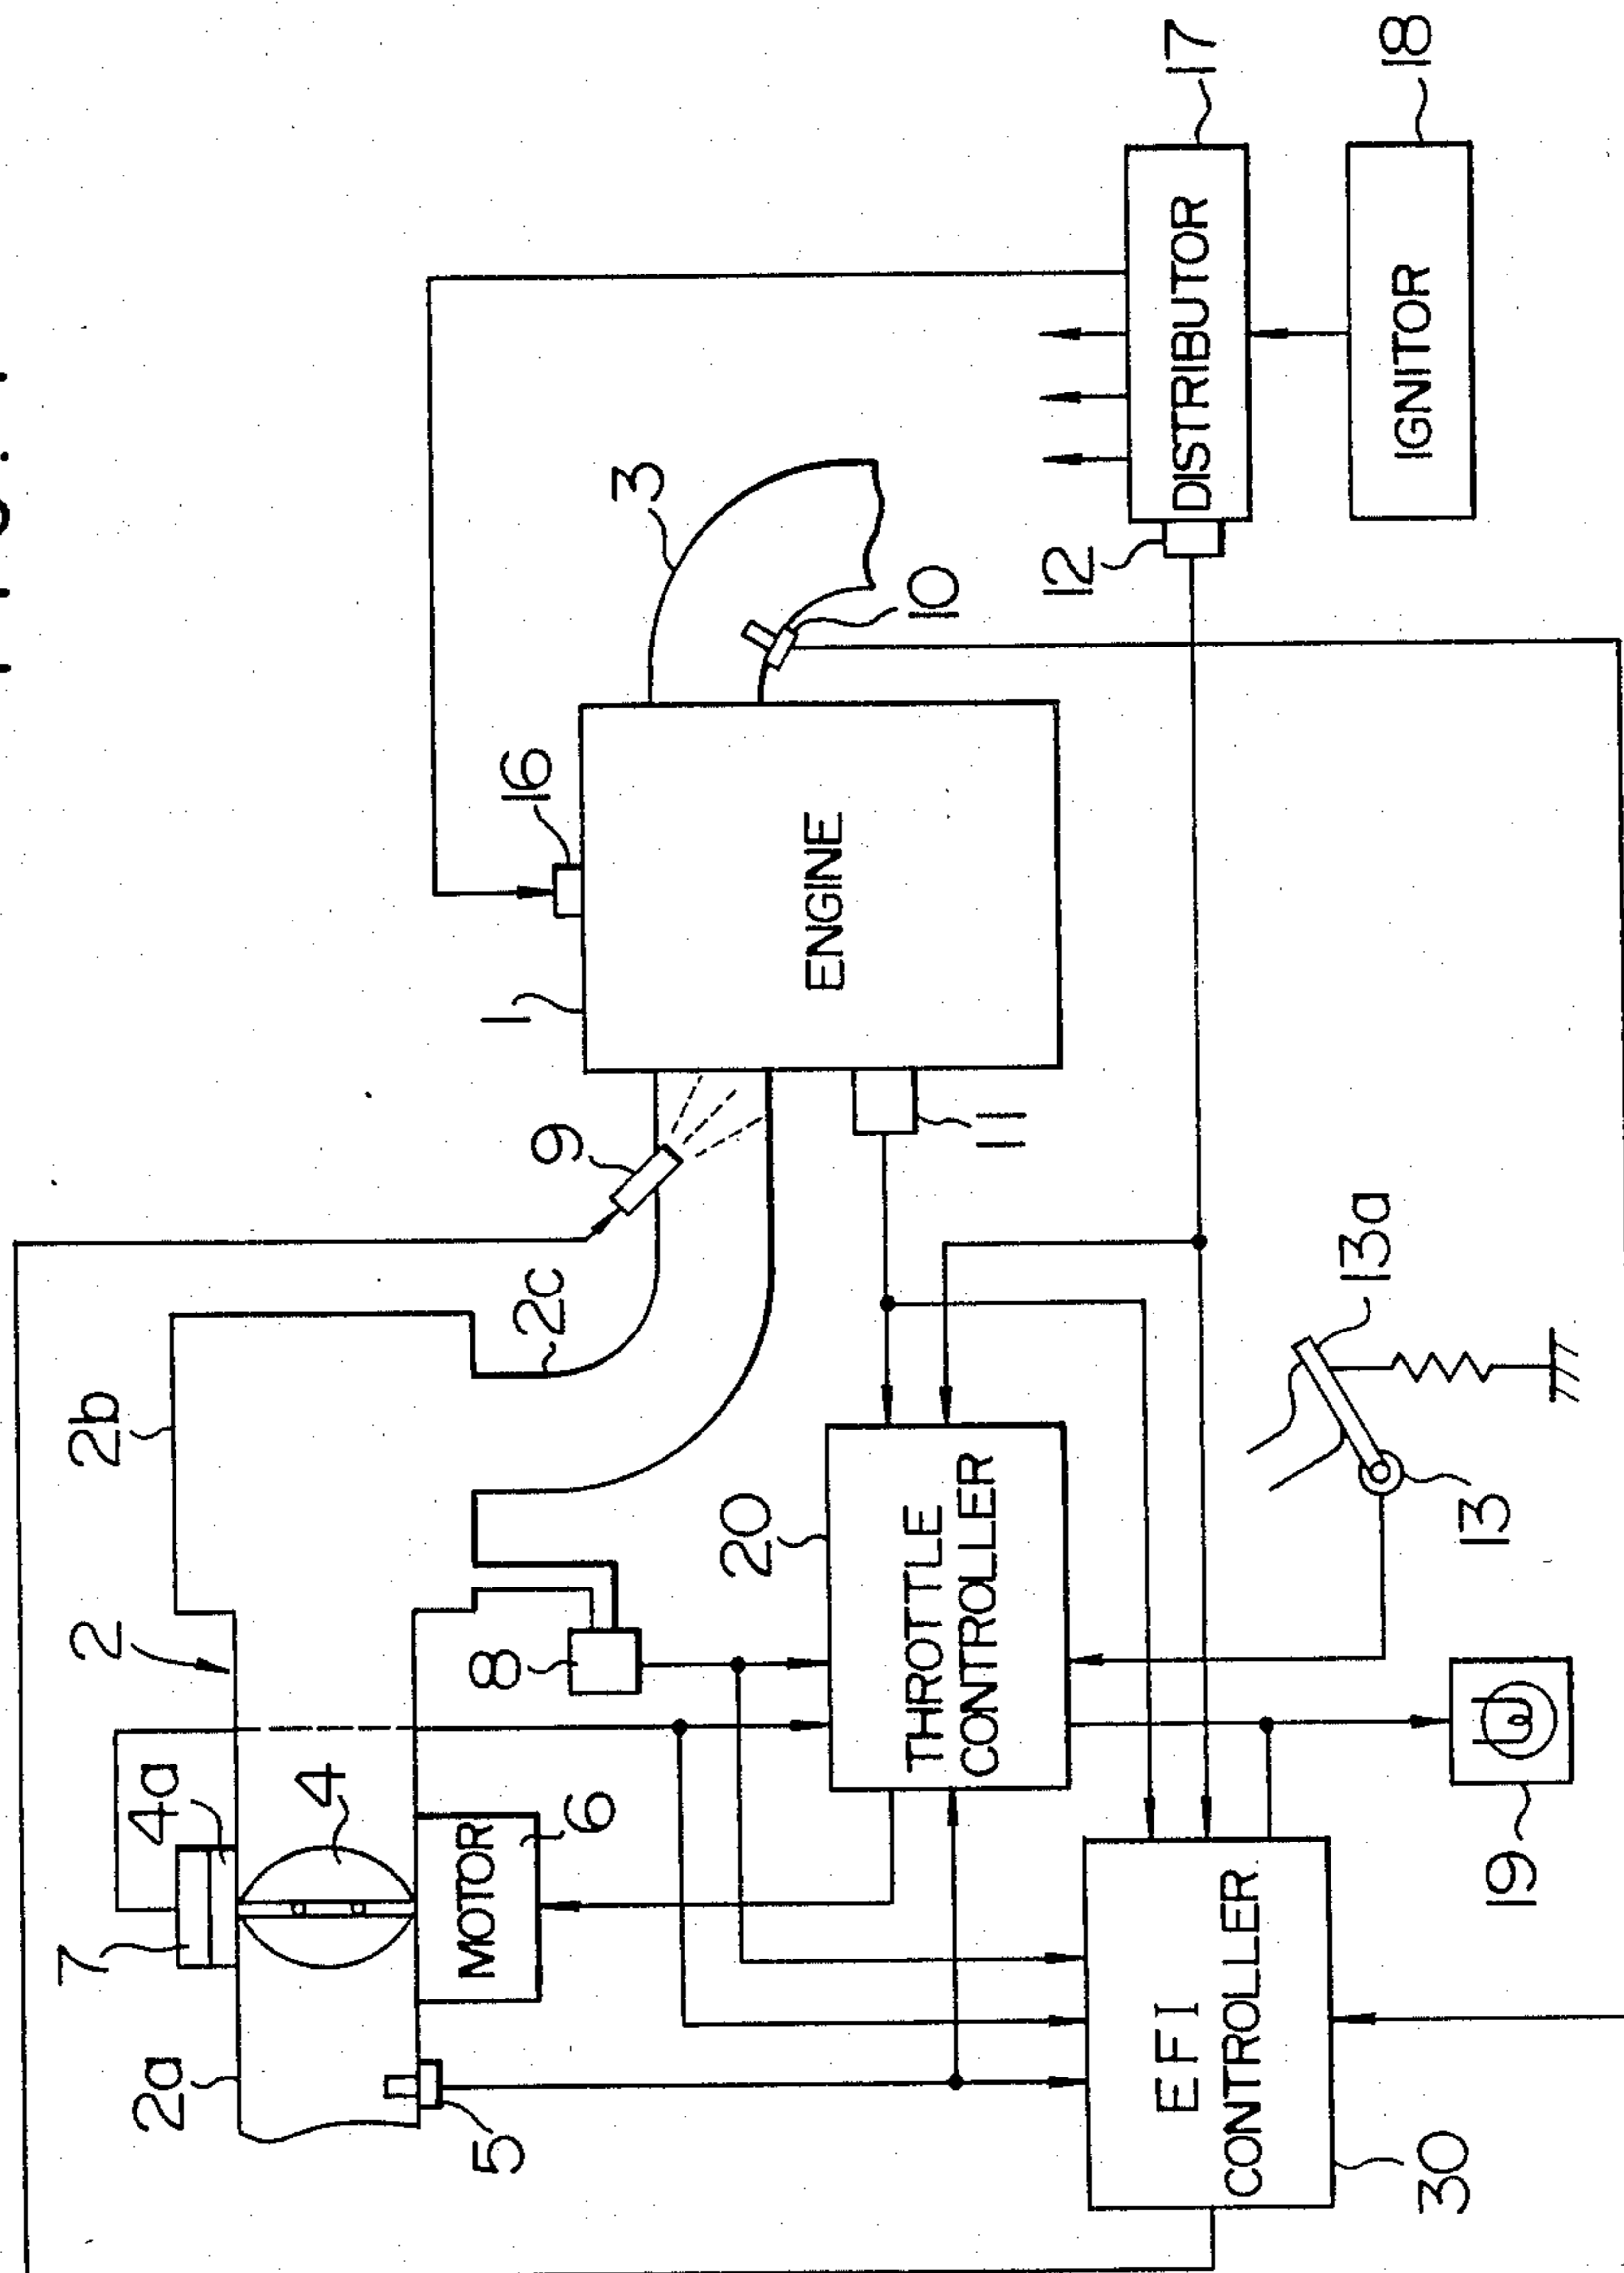 7
2
2b
2a
4a
4
5
MOTOR
6
8
2c
9
1
16
3
20
ENGINE
THROTTLE
CONTROLLER
11
10
12
17
EFI
CONTROLLER
DISTRIBUTOR
13a
18
IGNITOR
30
19
13